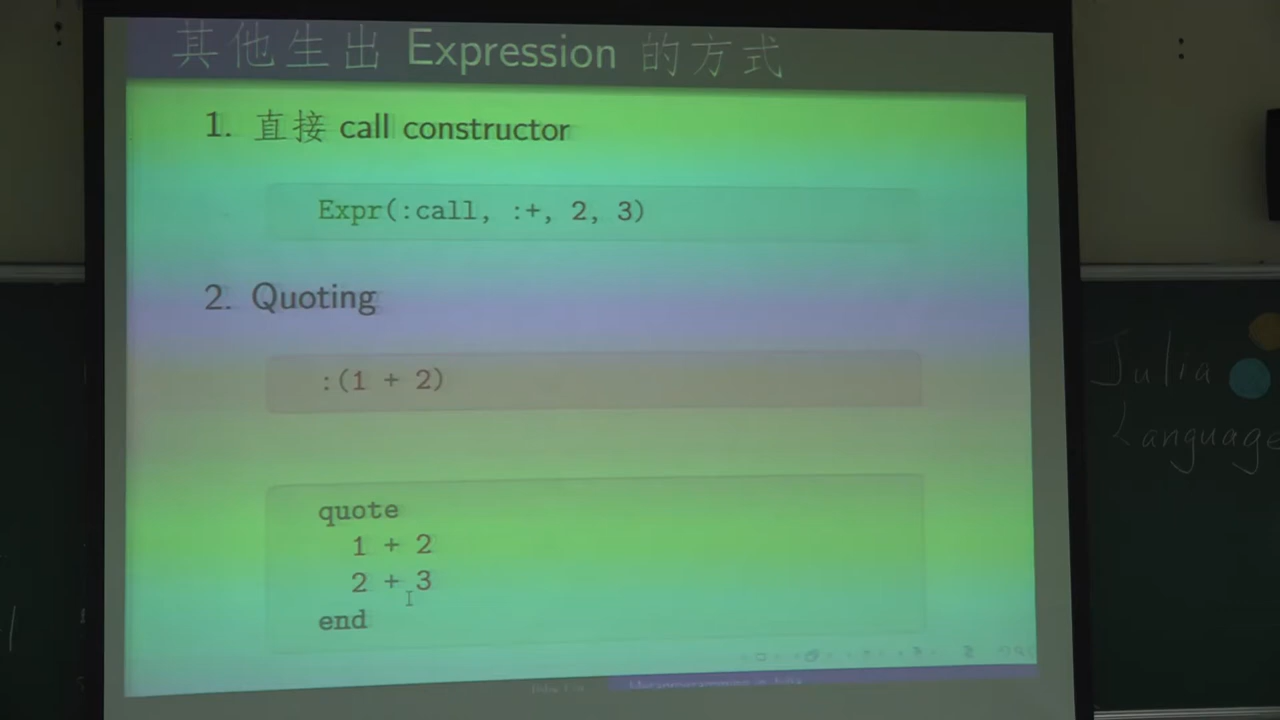 其他生出 Expression 的方式
1. 直接 call constructor
Expr(:call, :+, 2, 3)
2. Quoting
:(1 + 2)
quote
1 + 2
2 + 3
end
Julia
Language